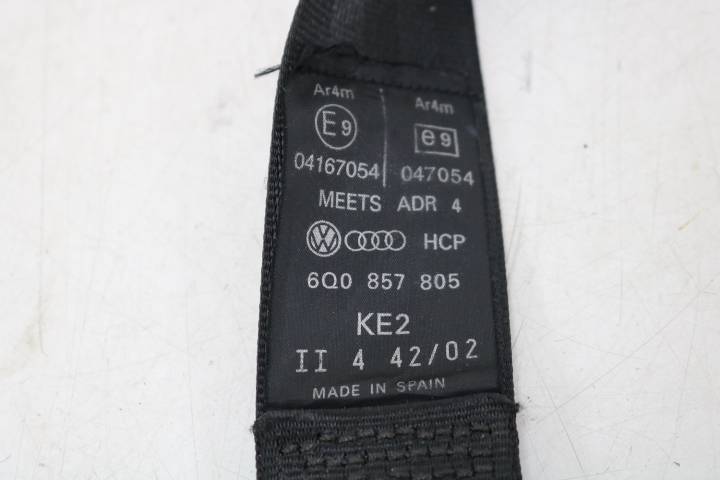 Ar4m Ar4m
E9 e9
04167054 047054
MEETS ADR 4
VW HCP
6Q0 857 805
KE2
II 4 42/02
MADE IN SPAIN